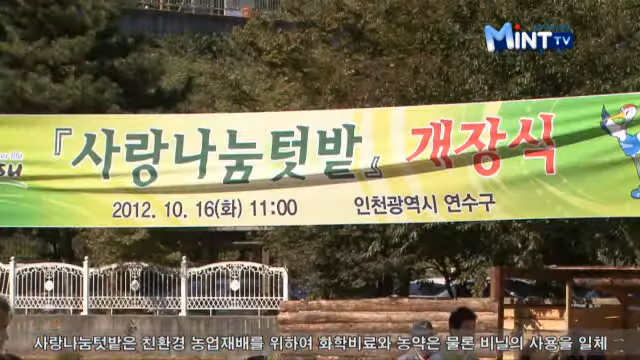 MINT TV
『사랑나눔텃밭』 개장식
2012. 10. 16(화) 11:00 인천광역시 연수구
사랑나눔텃밭은 친환경 농업재배를 위하여 화학비료와 농약은 물론 비닐의 사용을 일체